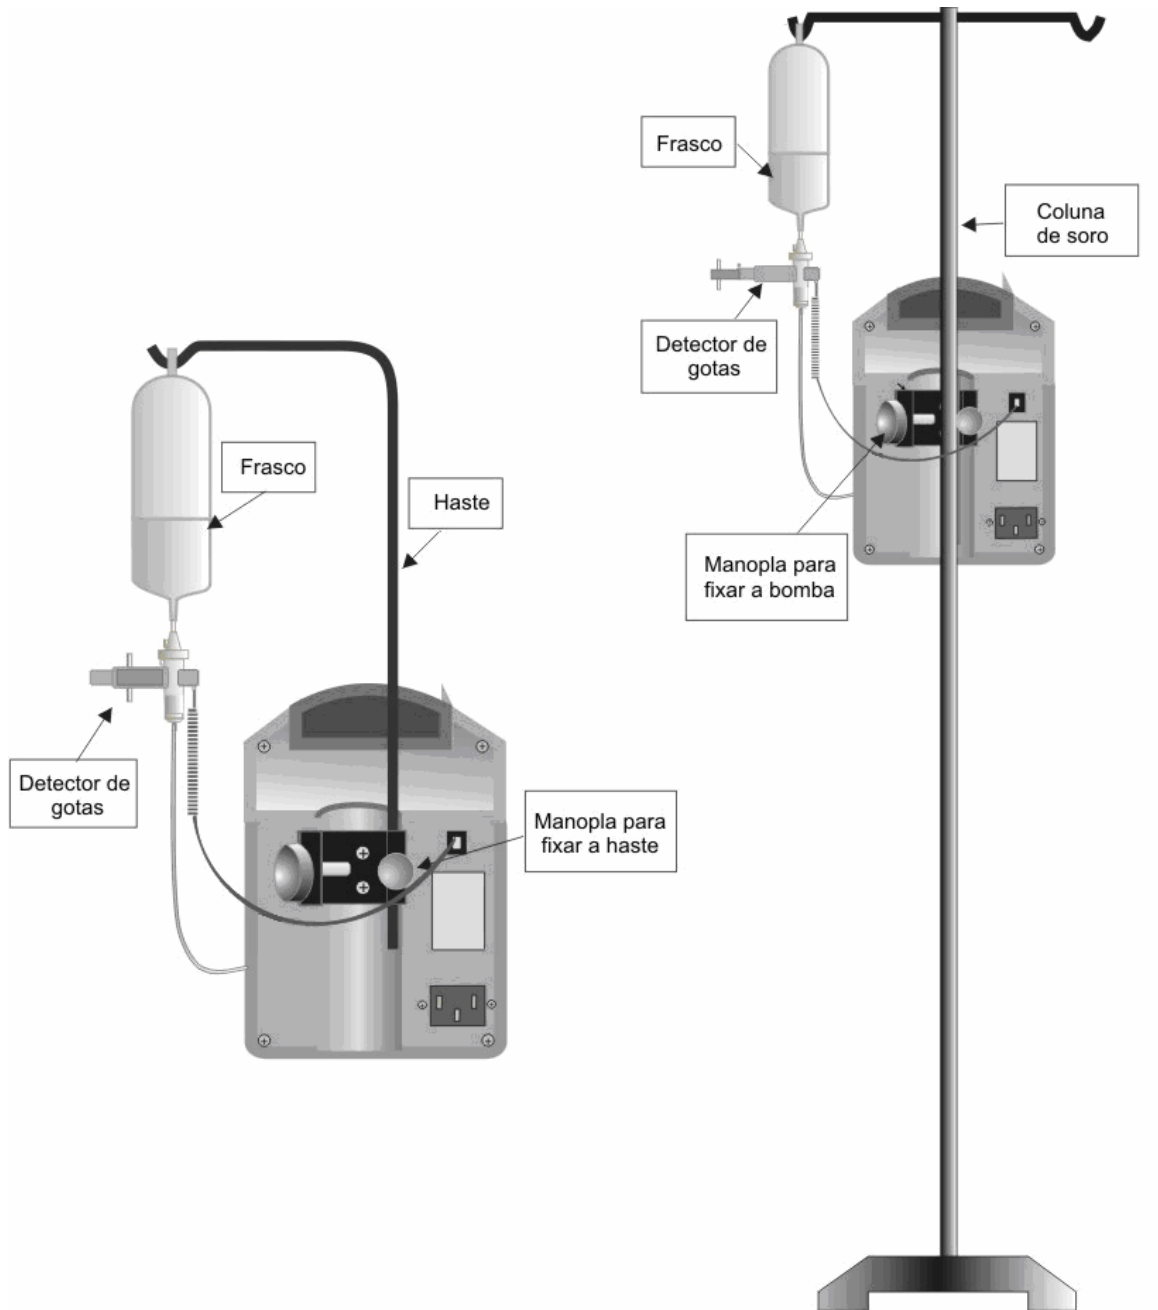 Frasco
Haste
Detector de
gotas
Manopla para
fixar a haste
Frasco
Coluna
de soro
Detector de
gotas
Manopla para
fixar a bomba